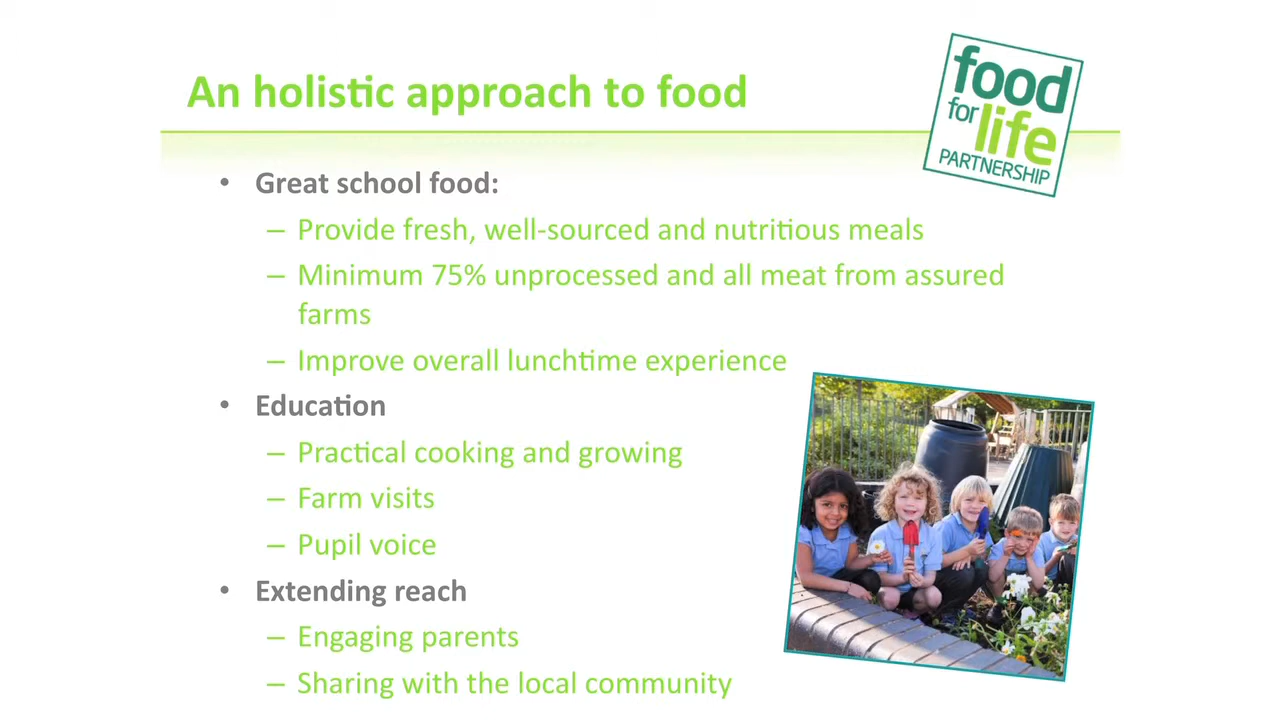 An holistic approach to food
food
for life
PARTNERSHIP
• Great school food:
– Provide fresh, well-sourced and nutritious meals
– Minimum 75% unprocessed and all meat from assured
farms
– Improve overall lunchtime experience
• Education
– Practical cooking and growing
– Farm visits
– Pupil voice
• Extending reach
– Engaging parents
– Sharing with the local community